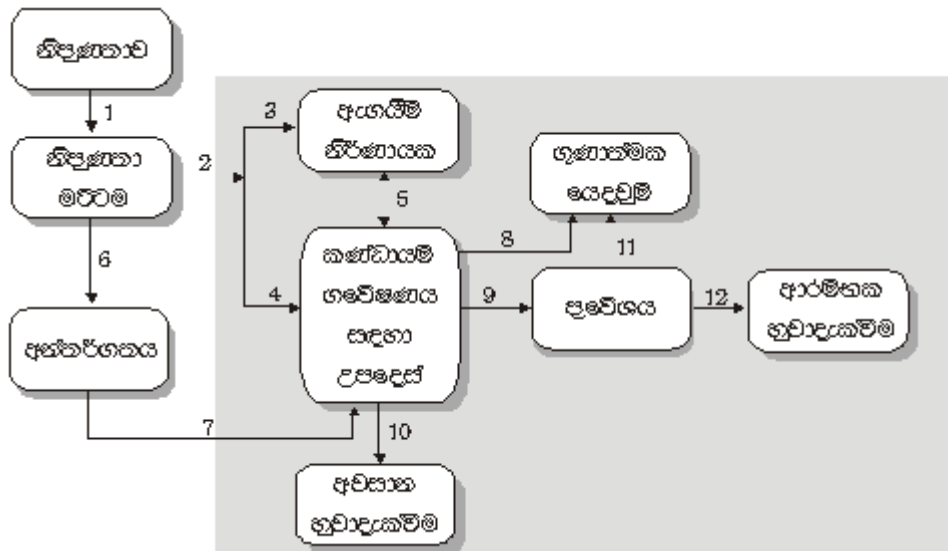 නිපුණතාව
1
නිපුණතා
මට්ටම
2
3
ඇගයීම්
නිර්ණායක
ගුණාත්මක
යෙදවුම්
5
6
4
කණ්ඩායම්
ගවේෂණය
සඳහා
උපදෙස්
8
11
9
ප්‍රවේශය
12
ආරම්භක
හුවාදැක්වීම
අන්තර්ගතය
7
10
අවසාන
හුවාදැක්වීම